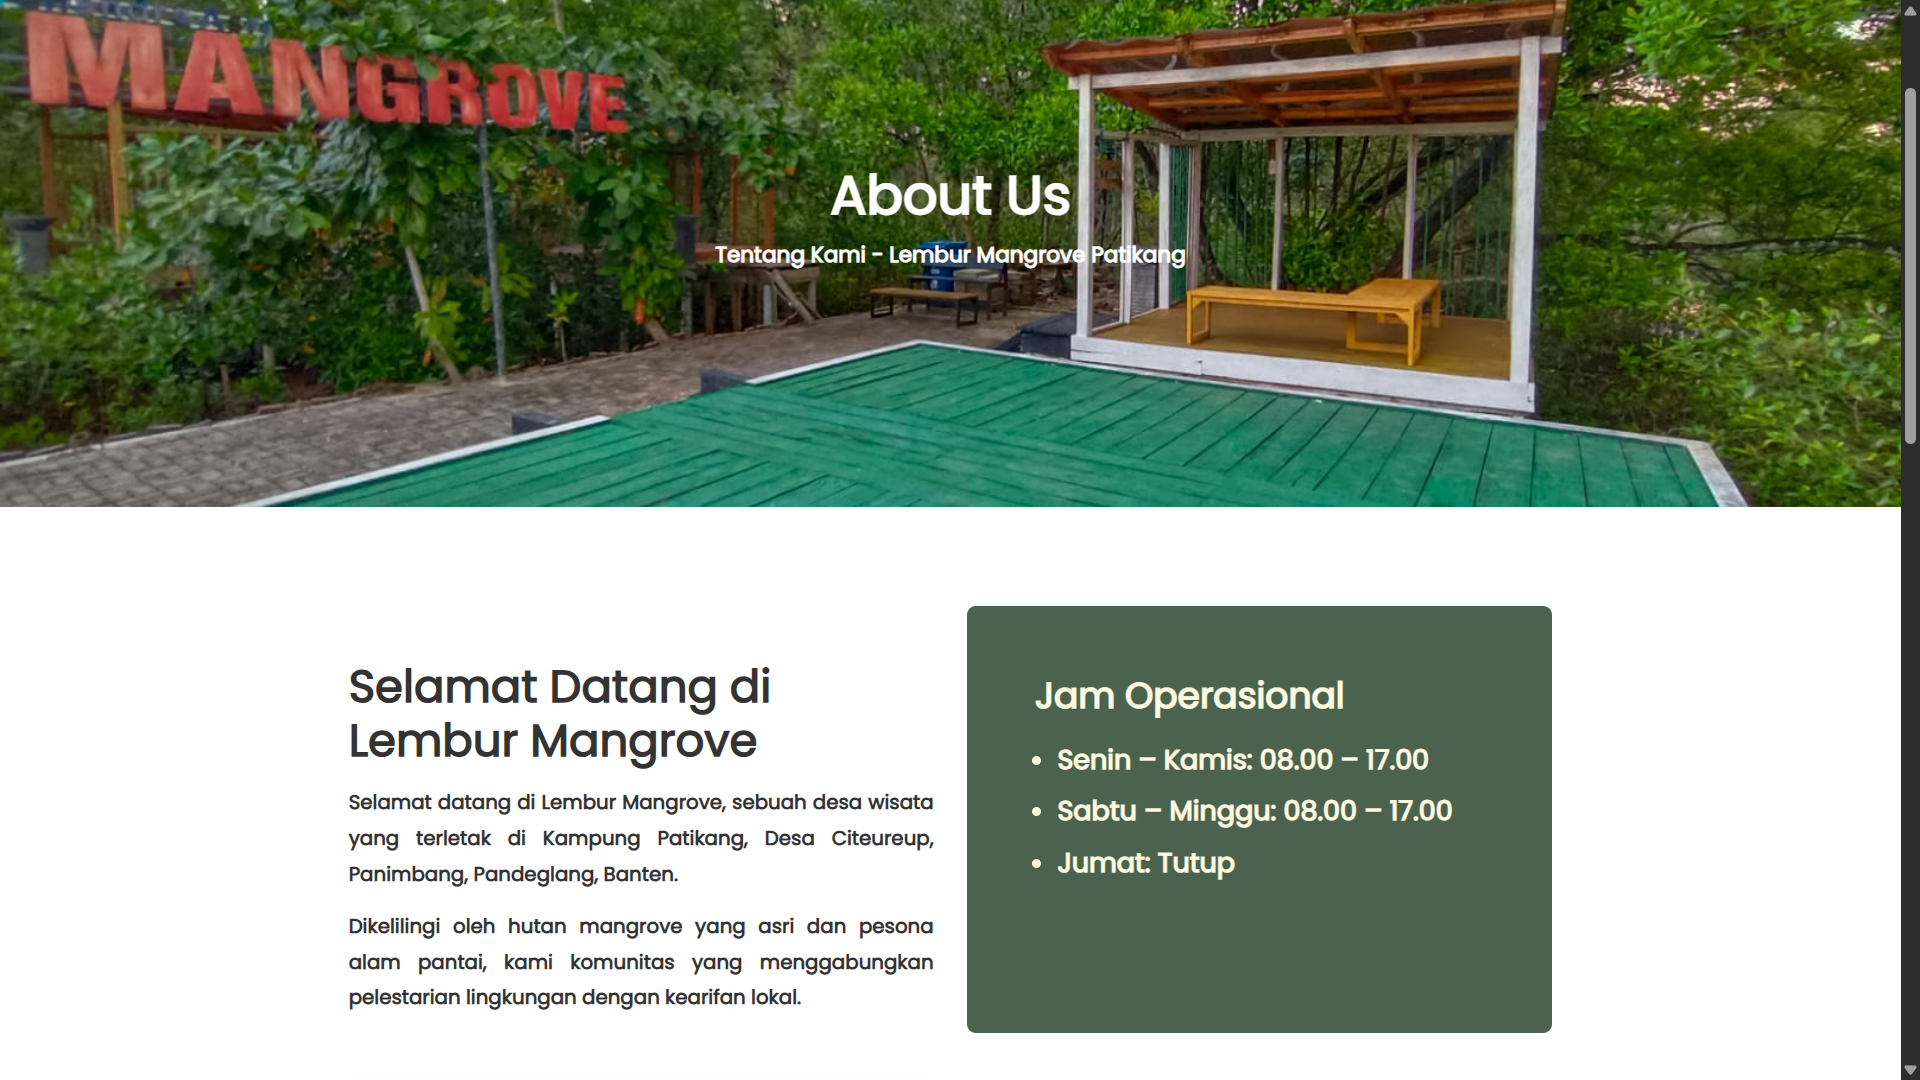 MANGROVE
About Us
Tentang Kami - Lembur Mangrove Patikang
Selamat Datang di
Lembur Mangrove
Selamat datang di Lembur Mangrove, sebuah desa wisata
yang terletak di Kampung Patikang, Desa Citeureup,
Panimbang, Pandeglang, Banten.
Dikelilingi oleh hutan mangrove yang asri dan pesona
alam pantai, kami komunitas yang menggabungkan
pelestarian lingkungan dengan kearifan lokal.
Jam Operasional
• Senin – Kamis: 08.00 – 17.00
• Sabtu – Minggu: 08.00 – 17.00
• Jumat: Tutup